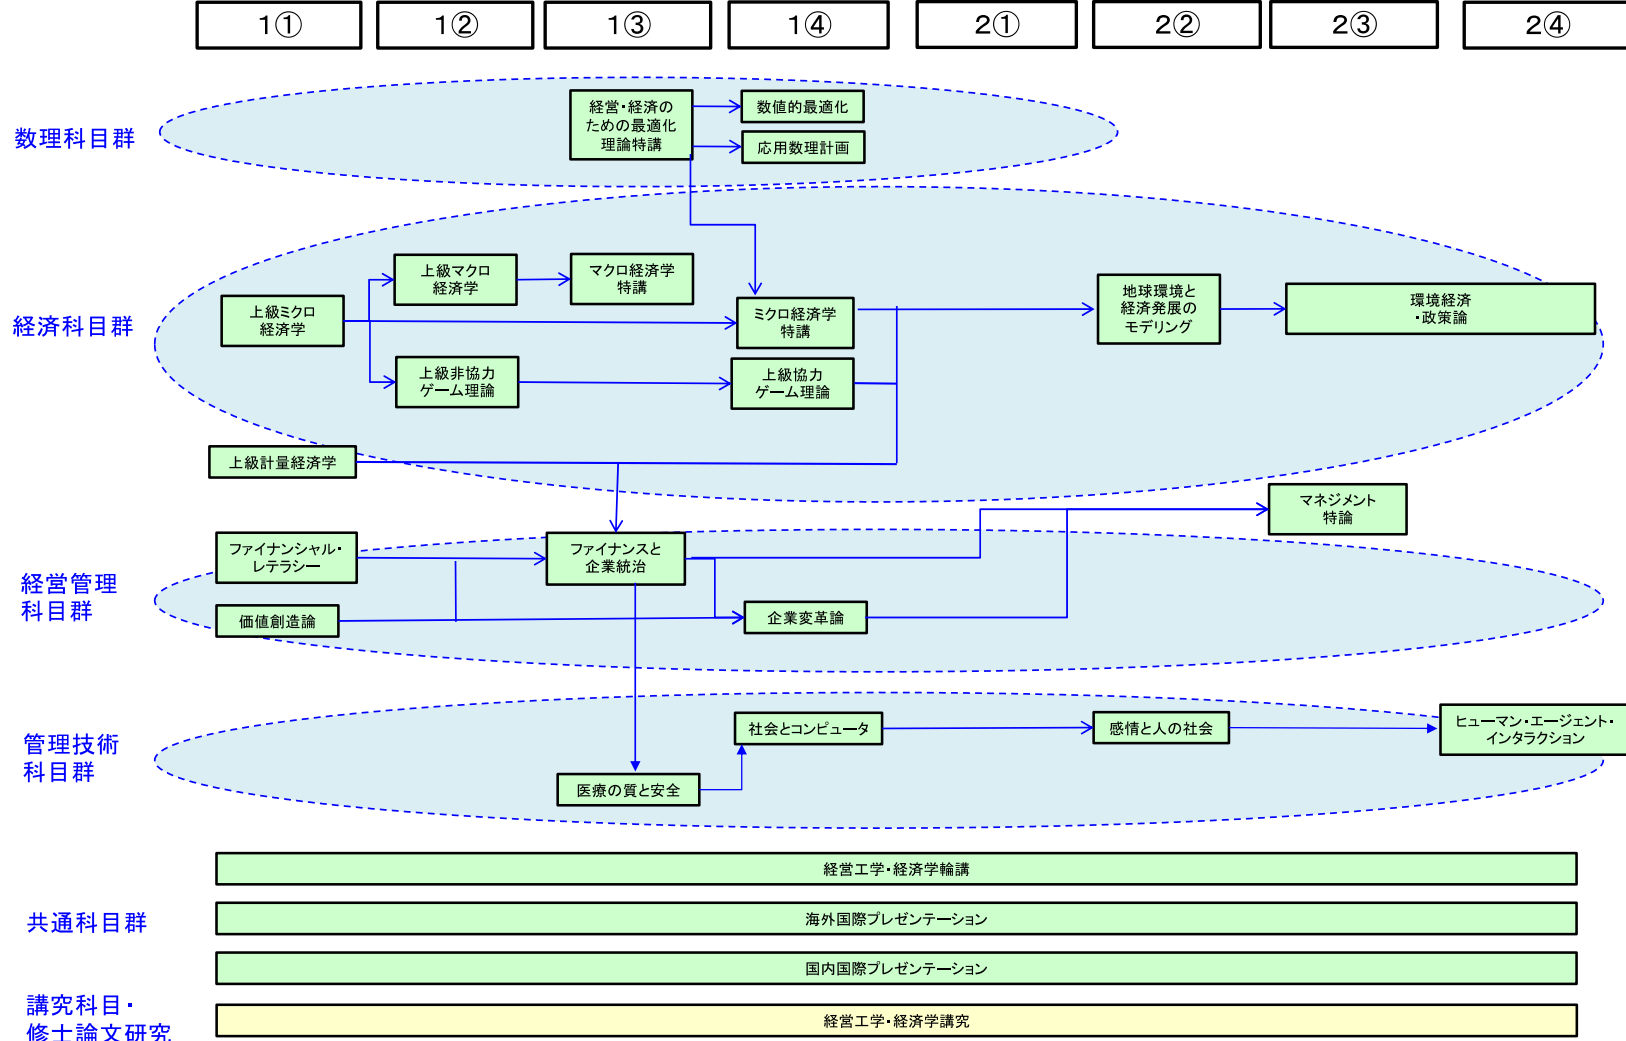 1① 1② 1③ 1④ 2① 2② 2③ 2④
数理科目群
経営・経済の
ための最適化
理論特講
数値的最適化
応用数理計画
経済科目群
上級ミクロ
経済学
上級マクロ
経済学
マクロ経済学
特講
ミクロ経済学
特講
地球環境と
経済発展の
モデリング
環境経済
・政策論
上級非協力
ゲーム理論
上級協力
ゲーム理論
上級計量経済学
マネジメント
特論
経営管理
科目群
ファイナンシャル・
レテラシー
ファイナンスと
企業統治
価値創造論
企業変革論
管理技術
科目群
社会とコンピュータ
感情と人の社会
ヒューマン・エージェント・
インタラクション
医療の質と安全
共通科目群
経営工学・経済学輪講
海外国際プレゼンテーション
国内国際プレゼンテーション
講究科目・
修士論文研究
経営工学・経済学講究